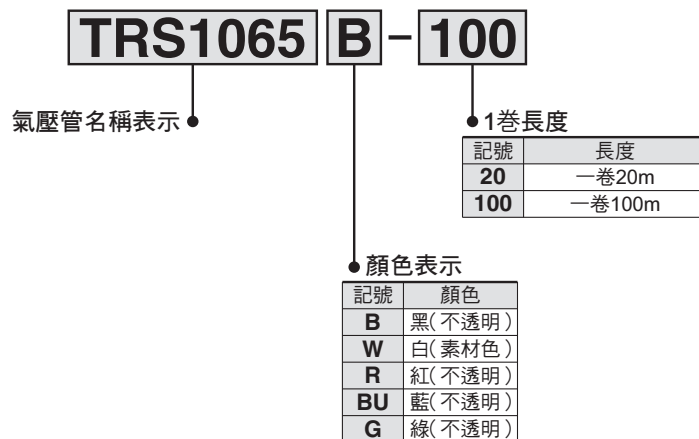 TRS1065 B - 100
氣壓管名稱表示
1巻長度
記號 長度
20 一卷20m
100 一卷100m
顏色表示
記號 顏色
B 黑(不透明)
W 白(素材色)
R 紅(不透明)
BU 藍(不透明)
G 綠(不透明)